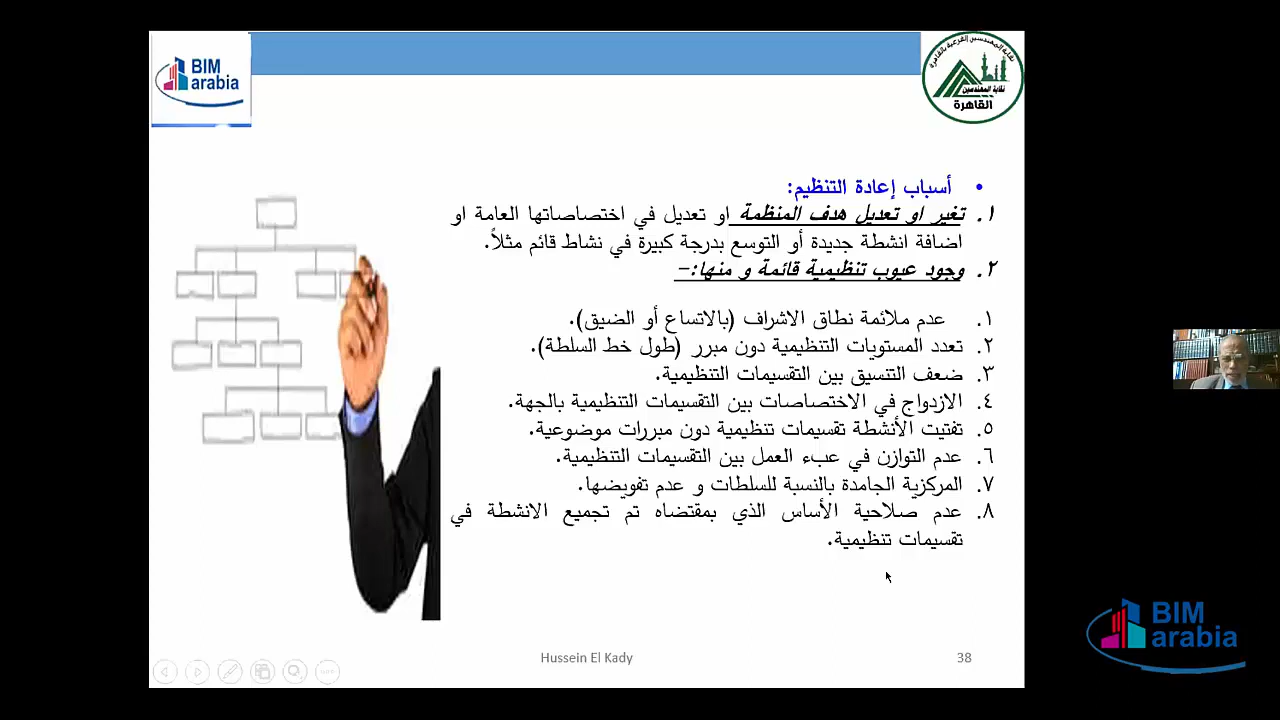 BIM
arabia
نقابة المهندسين الفرعية بالقاهرة
نقابة المهندسين
القاهرة
• أسباب إعادة التنظيم:
١. تغير او تعديل هدف المنظمة او تعديل في اختصاصاتها العامة او
اضافة انشطة جديدة أو التوسع بدرجة كبيرة في نشاط قائم مثلاً.
٢. وجود عيوب تنظيمية قائمة و منها:-
١. عدم ملائمة نطاق الاشراف (بالاتساع أو الضيق).
٢. تعدد المستويات التنظيمية دون مبرر (طول خط السلطة).
٣. ضعف التنسيق بين التقسيمات التنظيمية.
٤. الازدواج في الاختصاصات بين التقسيمات التنظيمية بالجهة.
٥. تفتيت الأنشطة تقسيمات تنظيمية دون مبررات موضوعية.
٦. عدم التوازن في عبء العمل بين التقسيمات التنظيمية.
٧. المركزية الجامدة بالنسبة للسلطات و عدم تفويضها.
٨. عدم صلاحية الأساس الذي بمقتضاه تم تجميع الانشطة في
تقسيمات تنظيمية.
Hussein El Kady
38
BIM
arabia